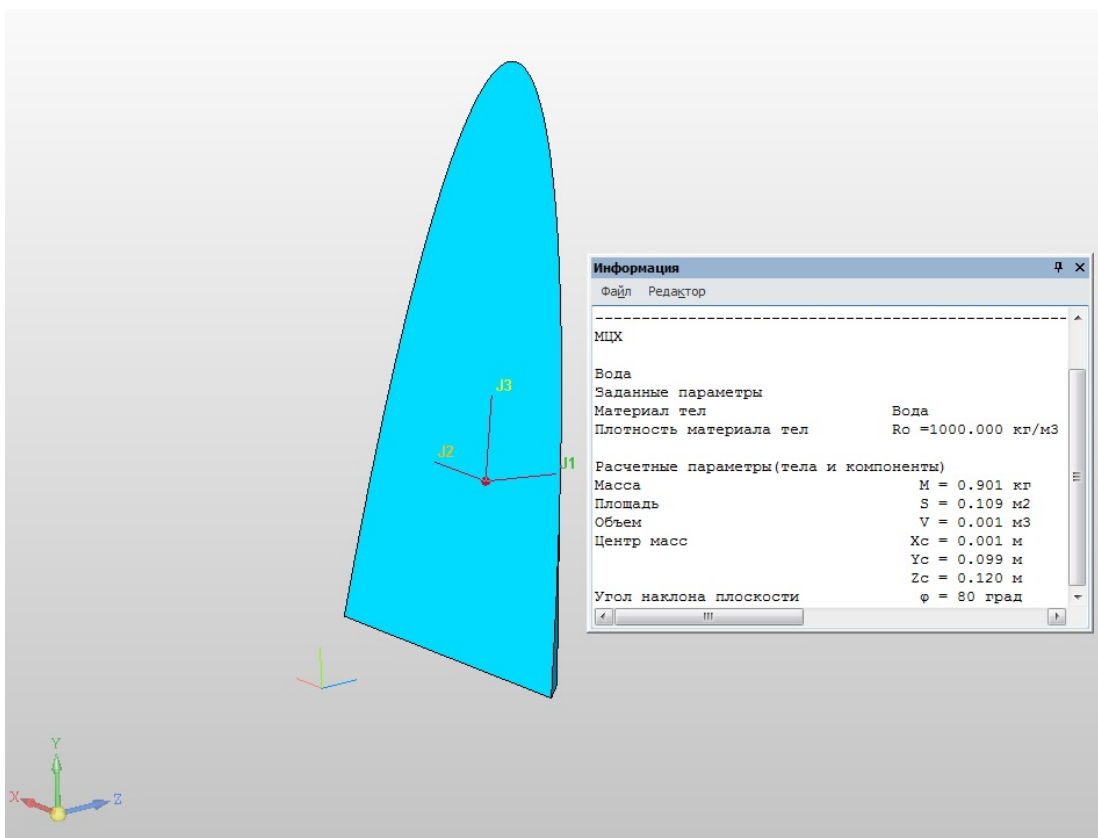 J3
J2
J1
Y
X
Z
Информация
Файл Редактор
------------------------------------------------------------
МЦХ
Вода
Заданные параметры
Материал тел Вода
Плотность материала тел Ro =1000.000 кг/м3
Расчетные параметры(тела и компоненты)
Масса M = 0.901 кг
Площадь S = 0.109 м2
Объем V = 0.001 м3
Центр масс Xc = 0.001 м
Yc = 0.099 м
Zc = 0.120 м
Угол наклона плоскости φ = 80 град